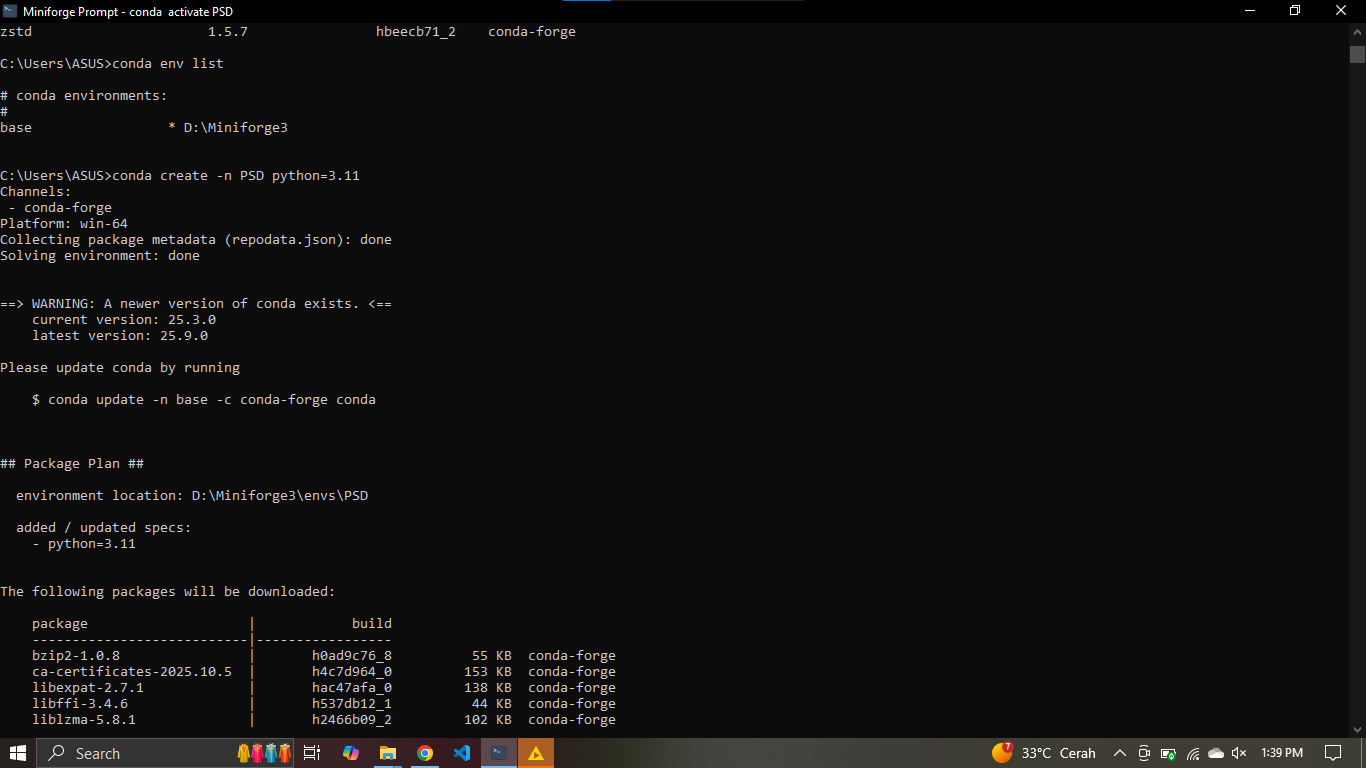 Miniforge Prompt - conda  activate PSD
zstd                      1.5.7                hbeecb71_2    conda-forge
C:\Users\ASUS>conda env list
# conda environments:
#
base                 * D:\Miniforge3
C:\Users\ASUS>conda create -n PSD python=3.11
Channels:
 - conda-forge
Platform: win-64
Collecting package metadata (repodata.json): done
Solving environment: done
==> WARNING: A newer version of conda exists. <==
    current version: 25.3.0
    latest version: 25.9.0
Please update conda by running
    $ conda update -n base -c conda-forge conda
## Package Plan ##
  environment location: D:\Miniforge3\envs\PSD
  added / updated specs:
    - python=3.11
The following packages will be downloaded:
    package                    |            build
    ---------------------------|-----------------
    bzip2-1.0.8                |       h0ad9c76_8          55 KB  conda-forge
    ca-certificates-2025.10.5  |       h4c7d964_0         153 KB  conda-forge
    libexpat-2.7.1             |       hac47afa_0         138 KB  conda-forge
    libffi-3.4.6               |       h537db12_1          44 KB  conda-forge
    liblzma-5.8.1              |       h2466b09_2         102 KB  conda-forge
Search
7
33°C Cerah
1:39 PM